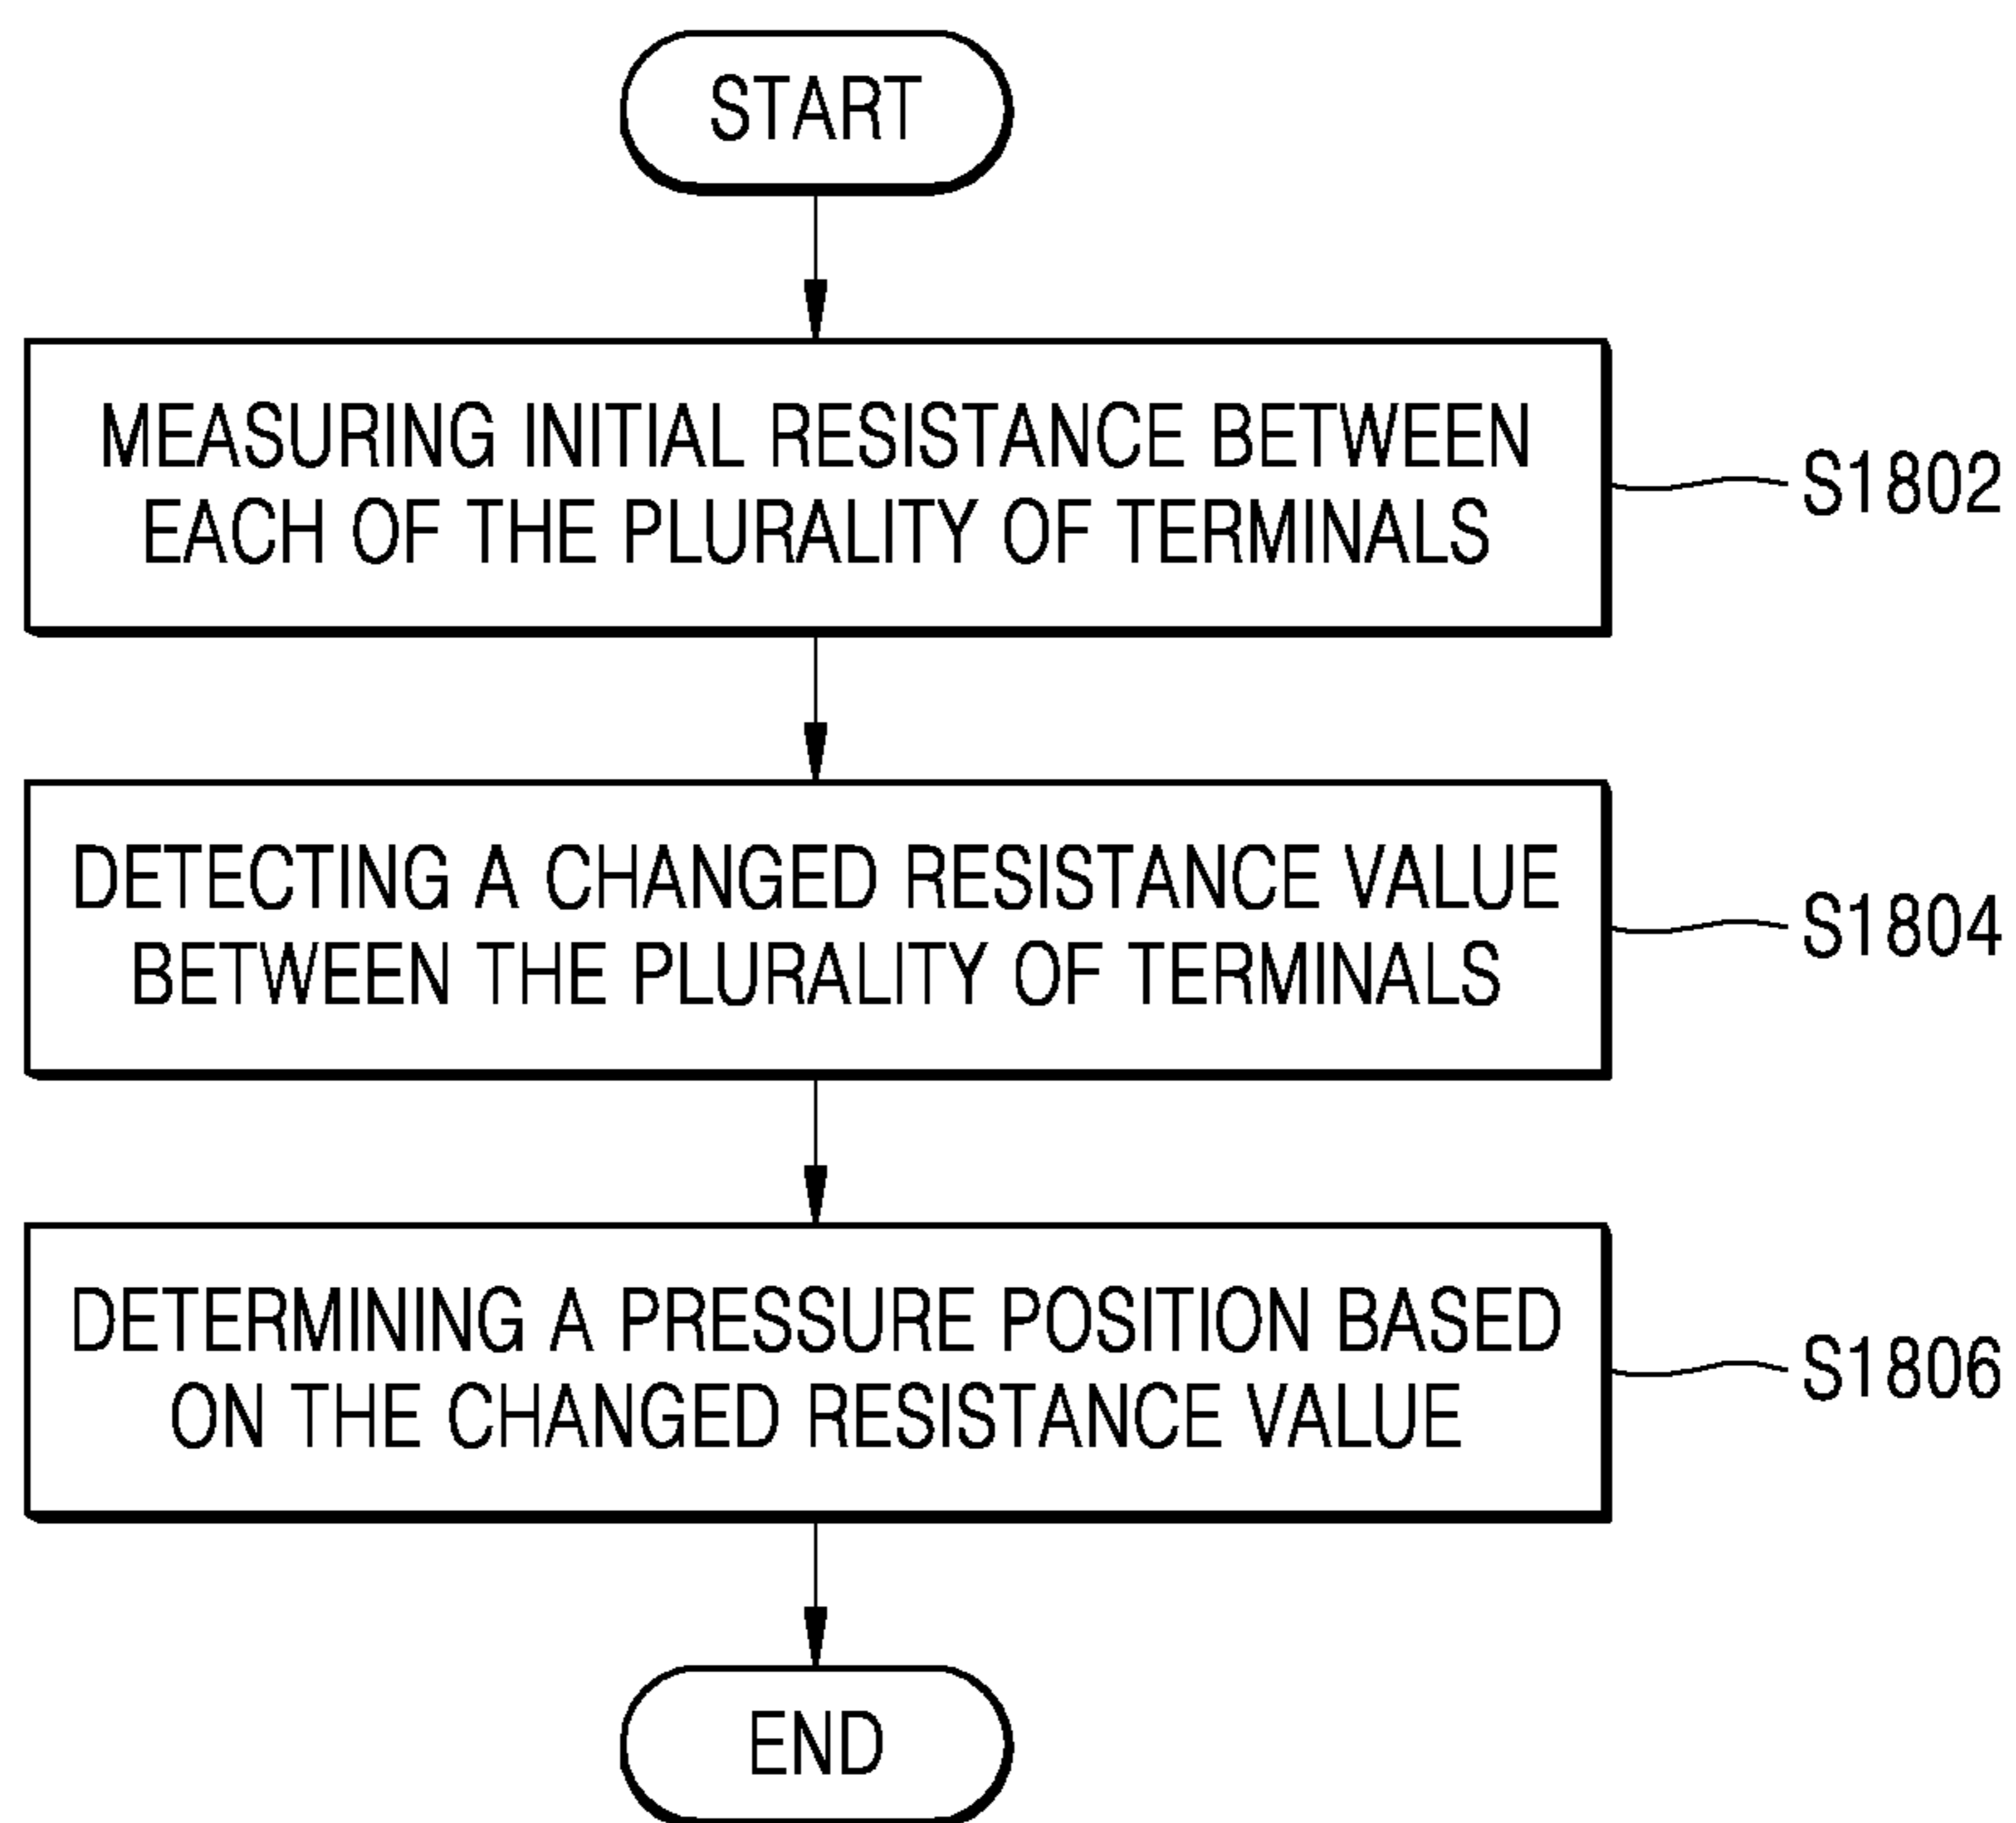 START
MEASURING INITIAL RESISTANCE BETWEEN
EACH OF THE PLURALITY OF TERMINALS
S1802
DETECTING A CHANGED RESISTANCE VALUE
BETWEEN THE PLURALITY OF TERMINALS
S1804
DETERMINING A PRESSURE POSITION BASED
ON THE CHANGED RESISTANCE VALUE
S1806
END